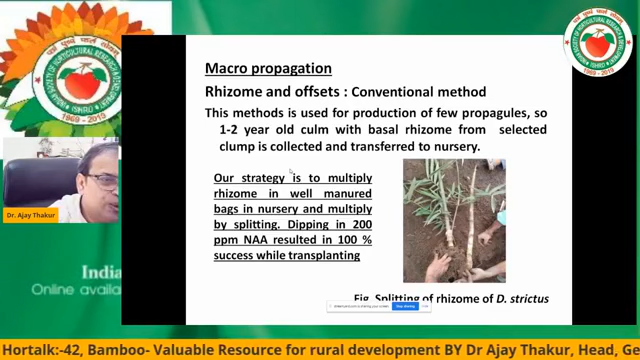 Macro propagation
Rhizome and offsets : Conventional method
This methods is used for production of few propagules, so
1-2 year old culm with basal rhizome from selected
clump is collected and transferred to nursery.
Our strategy is to multiply
rhizome in well manured
bags in nursery and multiply
by splitting. Dipping in 200
ppm NAA resulted in 100 %
success while transplanting
Fig. Splitting of rhizome of D. strictus
Dr. Ajay Thakur
India
Online availa
1969 - 2019
Hortalk:-42, Bamboo- Valuable Resource for rural development BY Dr Ajay Thakur, Head, Ge